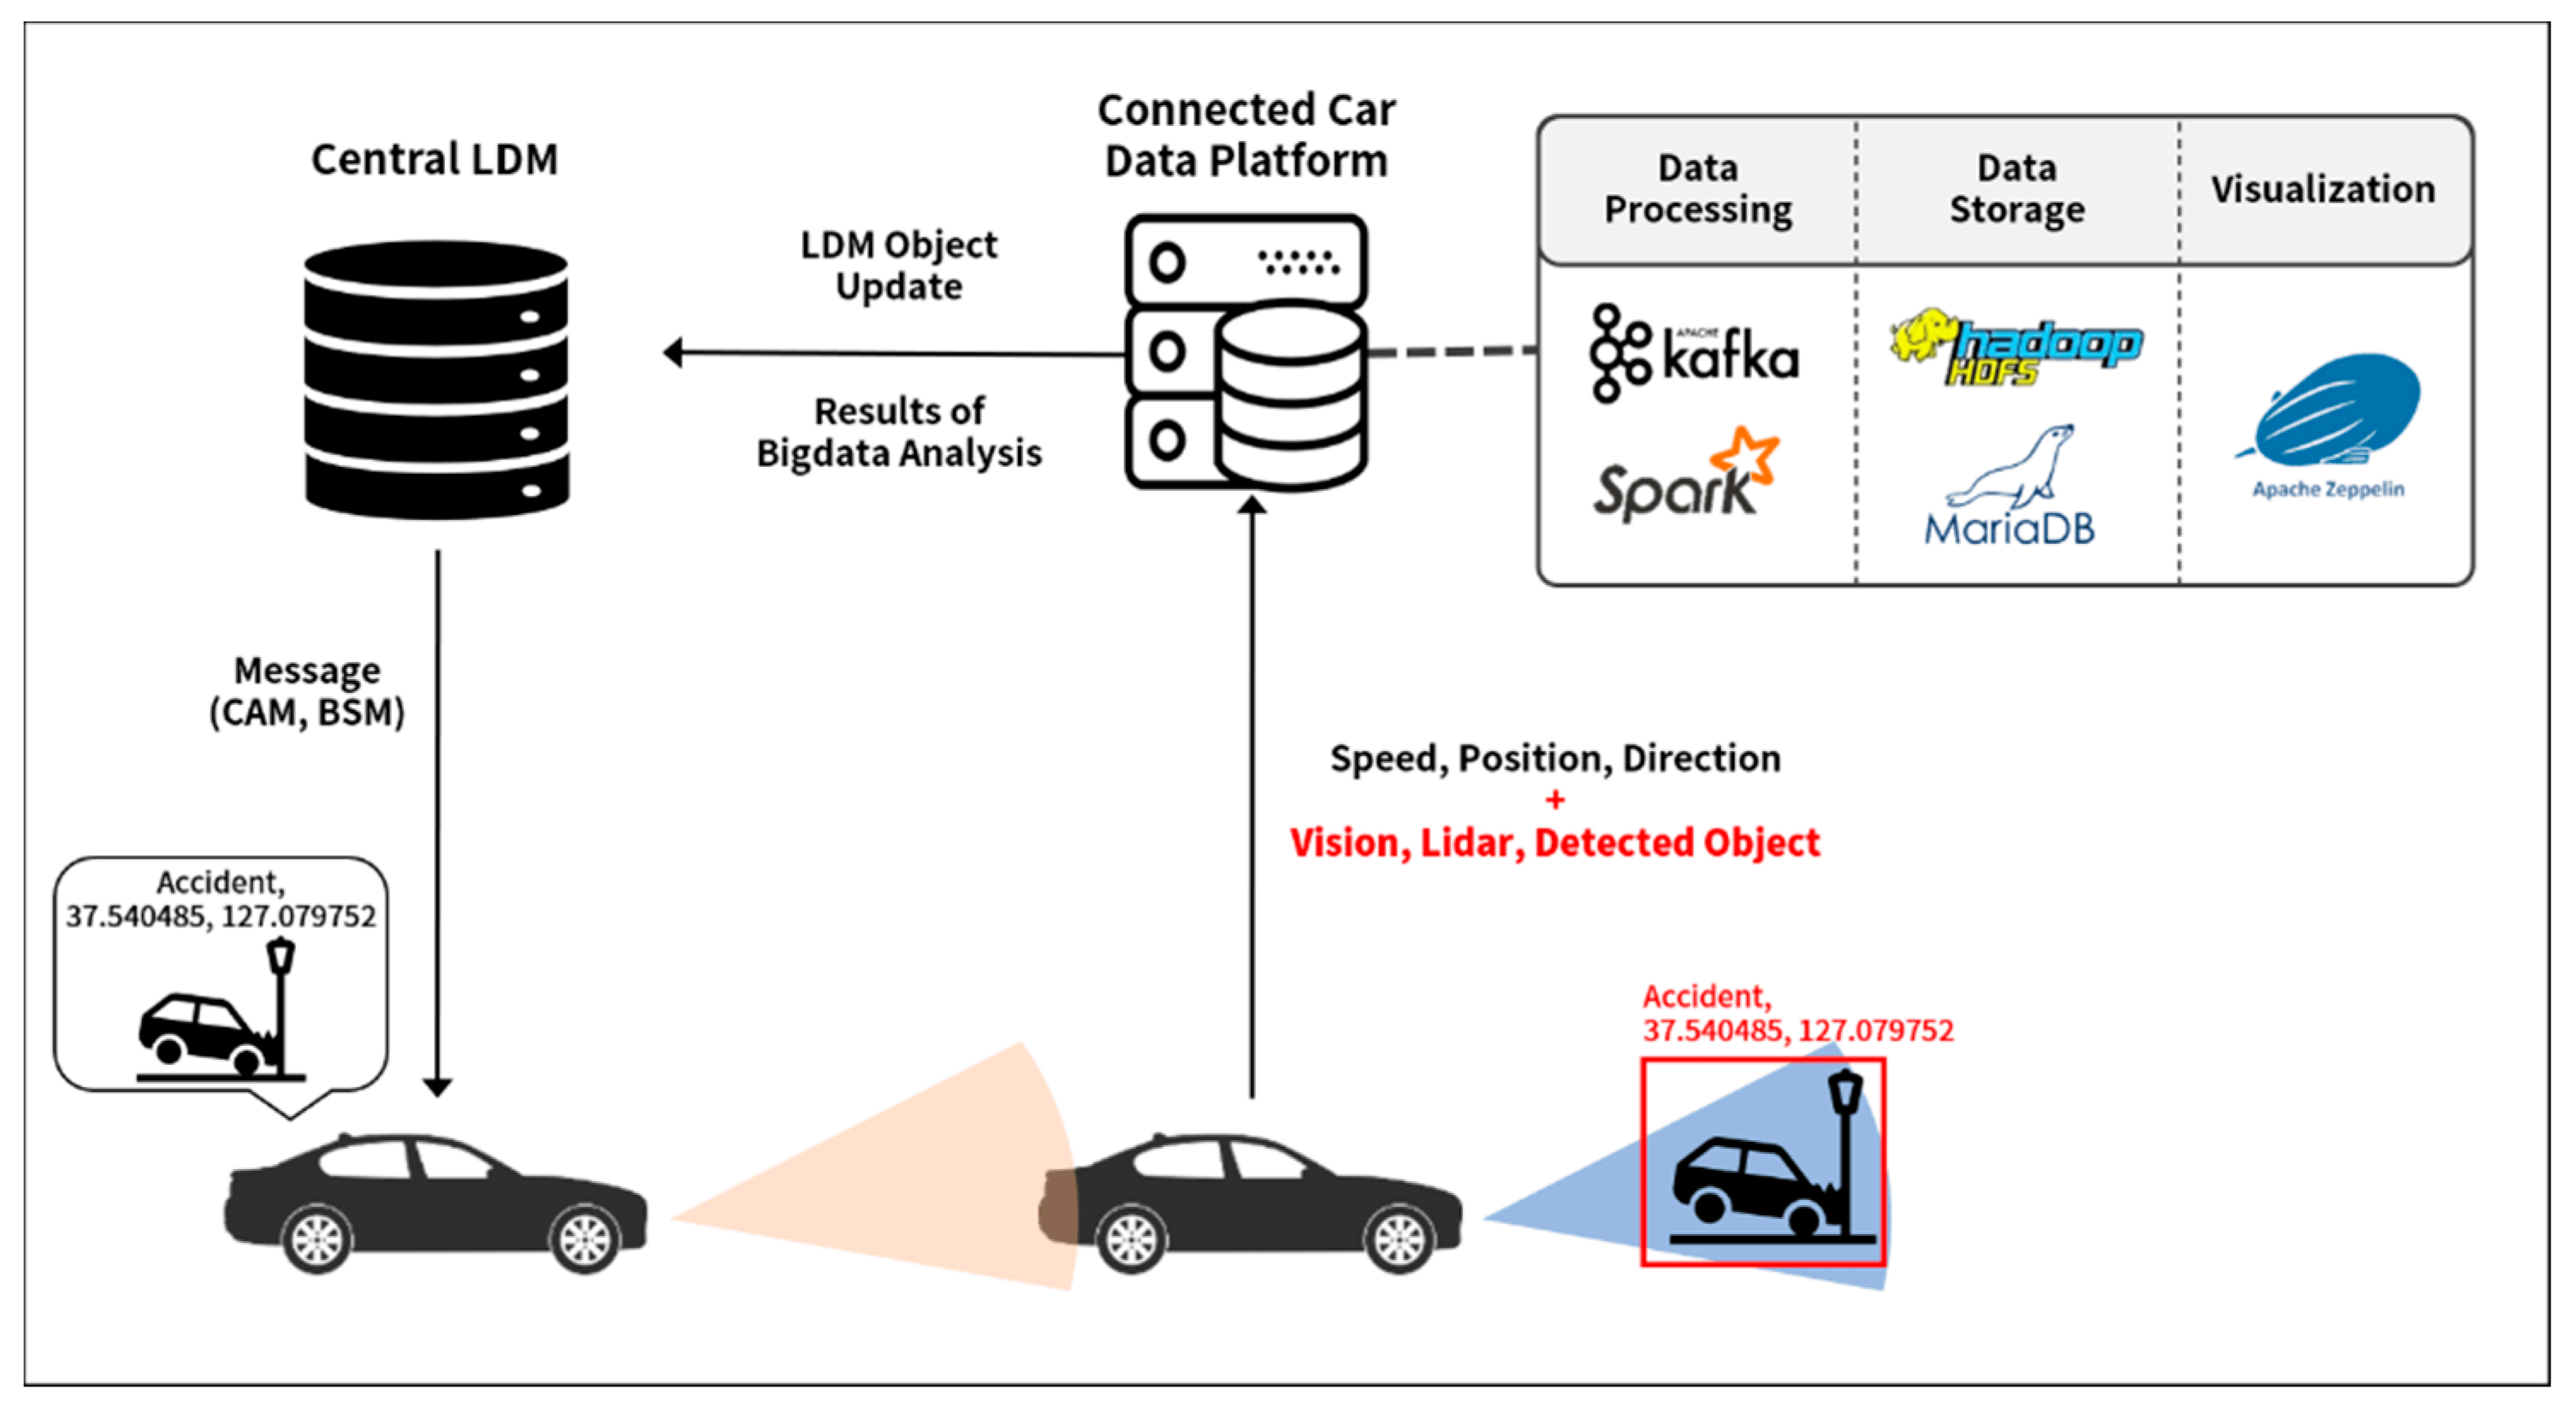 Central LDM
Connected Car
Data Platform
LDM Object
Update
Results of
Bigdata Analysis
Data
Processing
Data
Storage
Visualization
APACHE
kafka
Spark
hadoop
HDFS
MariaDB
Apache Zeppelin
Message
(CAM, BSM)
Speed, Position, Direction
+
Vision, Lidar, Detected Object
Accident,
37.540485, 127.079752
Accident,
37.540485, 127.079752